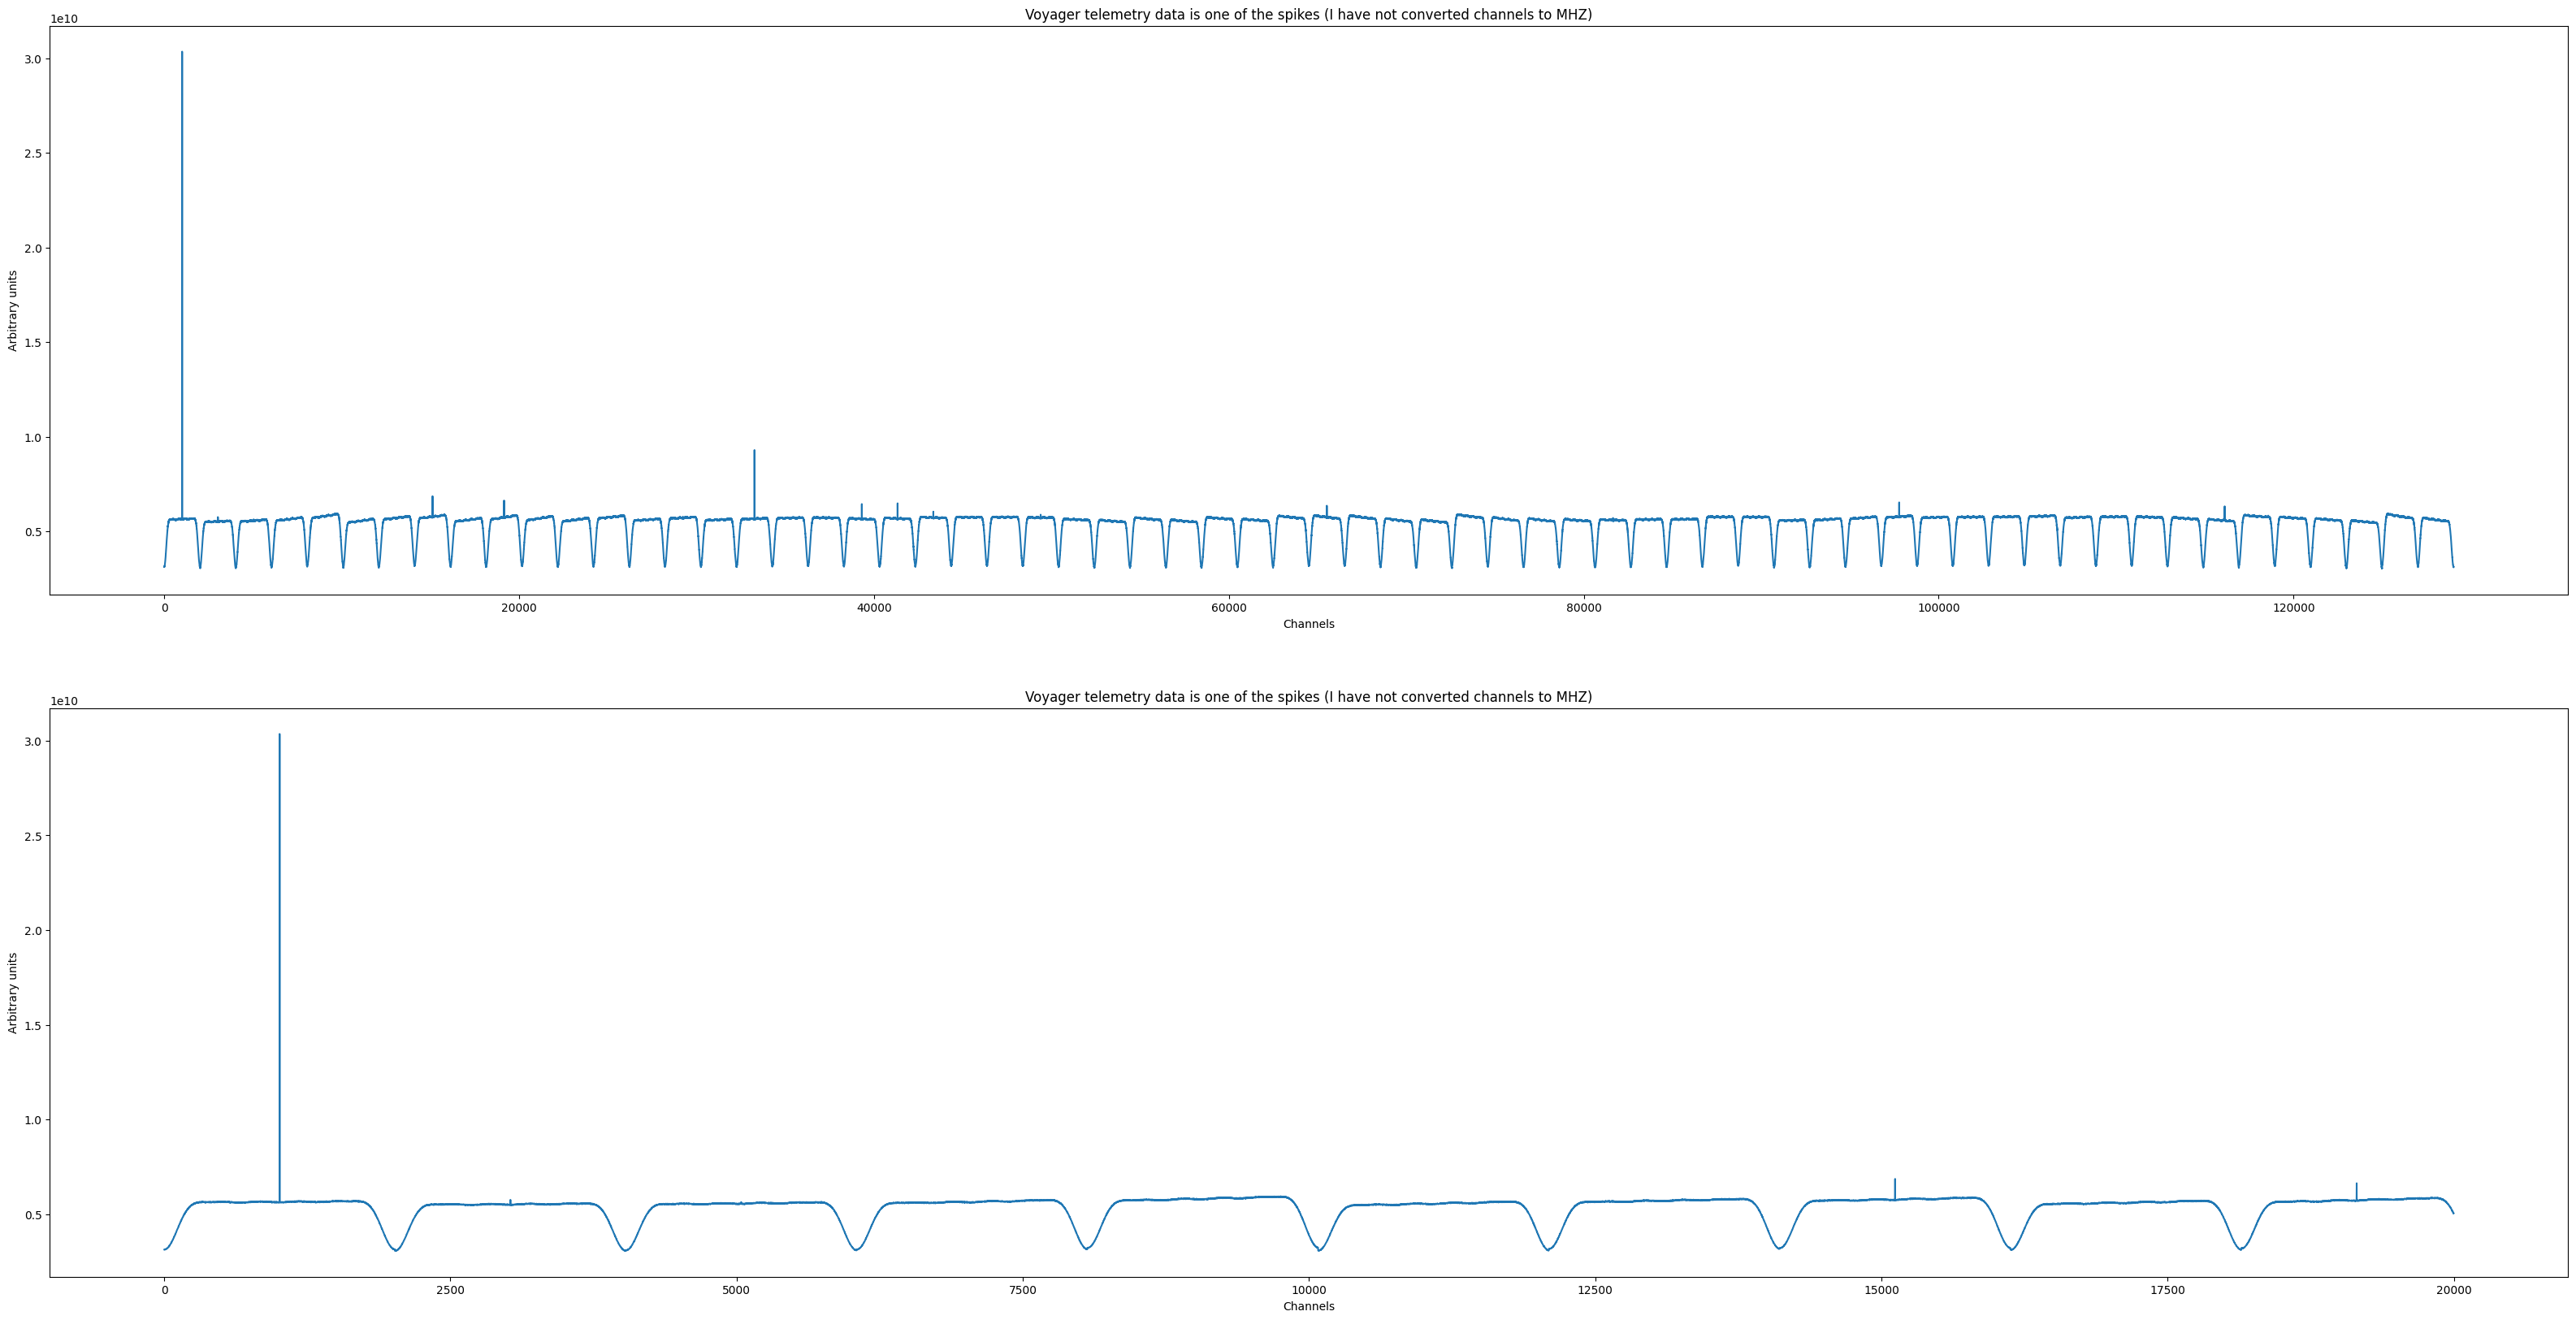 Voyager telemetry data is one of the spikes (I have not converted channels to MHZ)
1e10
3.0
2.5
2.0
1.5
1.0
0.5
Arbitrary units
0 20000 40000 60000 80000 100000 120000
Channels
Voyager telemetry data is one of the spikes (I have not converted channels to MHZ)
1e10
3.0
2.5
2.0
1.5
1.0
0.5
Arbitrary units
0 2500 5000 7500 10000 12500 15000 17500 20000
Channels